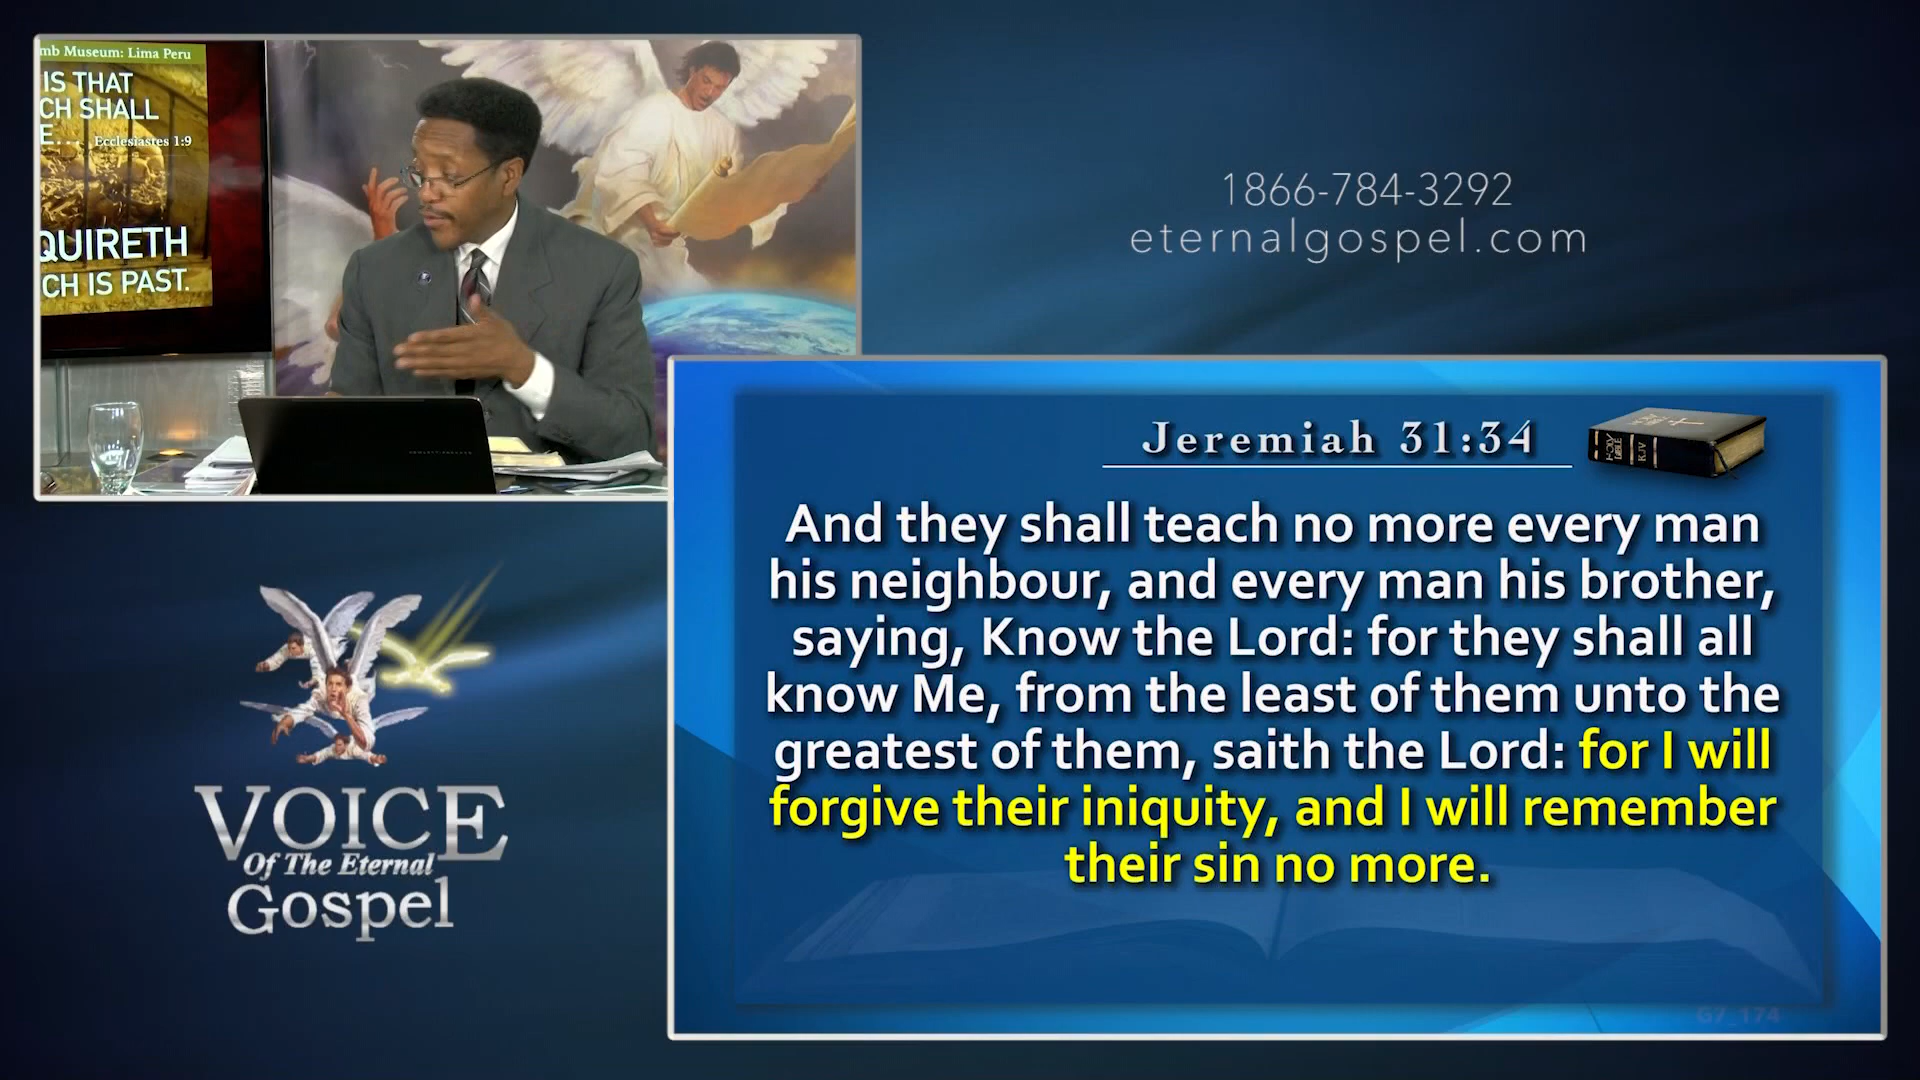 mb Museum: Lima Peru
IS THAT
CH SHALL
E... Ecclesiastes 1:9
QUIRETH
CH IS PAST.
1866-784-3292
eternalgospel.com
Jeremiah 31:34
HOLY BIBLE KJV
And they shall teach no more every man
his neighbour, and every man his brother,
saying, Know the Lord: for they shall all
know Me, from the least of them unto the
greatest of them, saith the Lord: for I will
forgive their iniquity, and I will remember
their sin no more.
G7_174
VOICE
Of The Eternal
Gospel